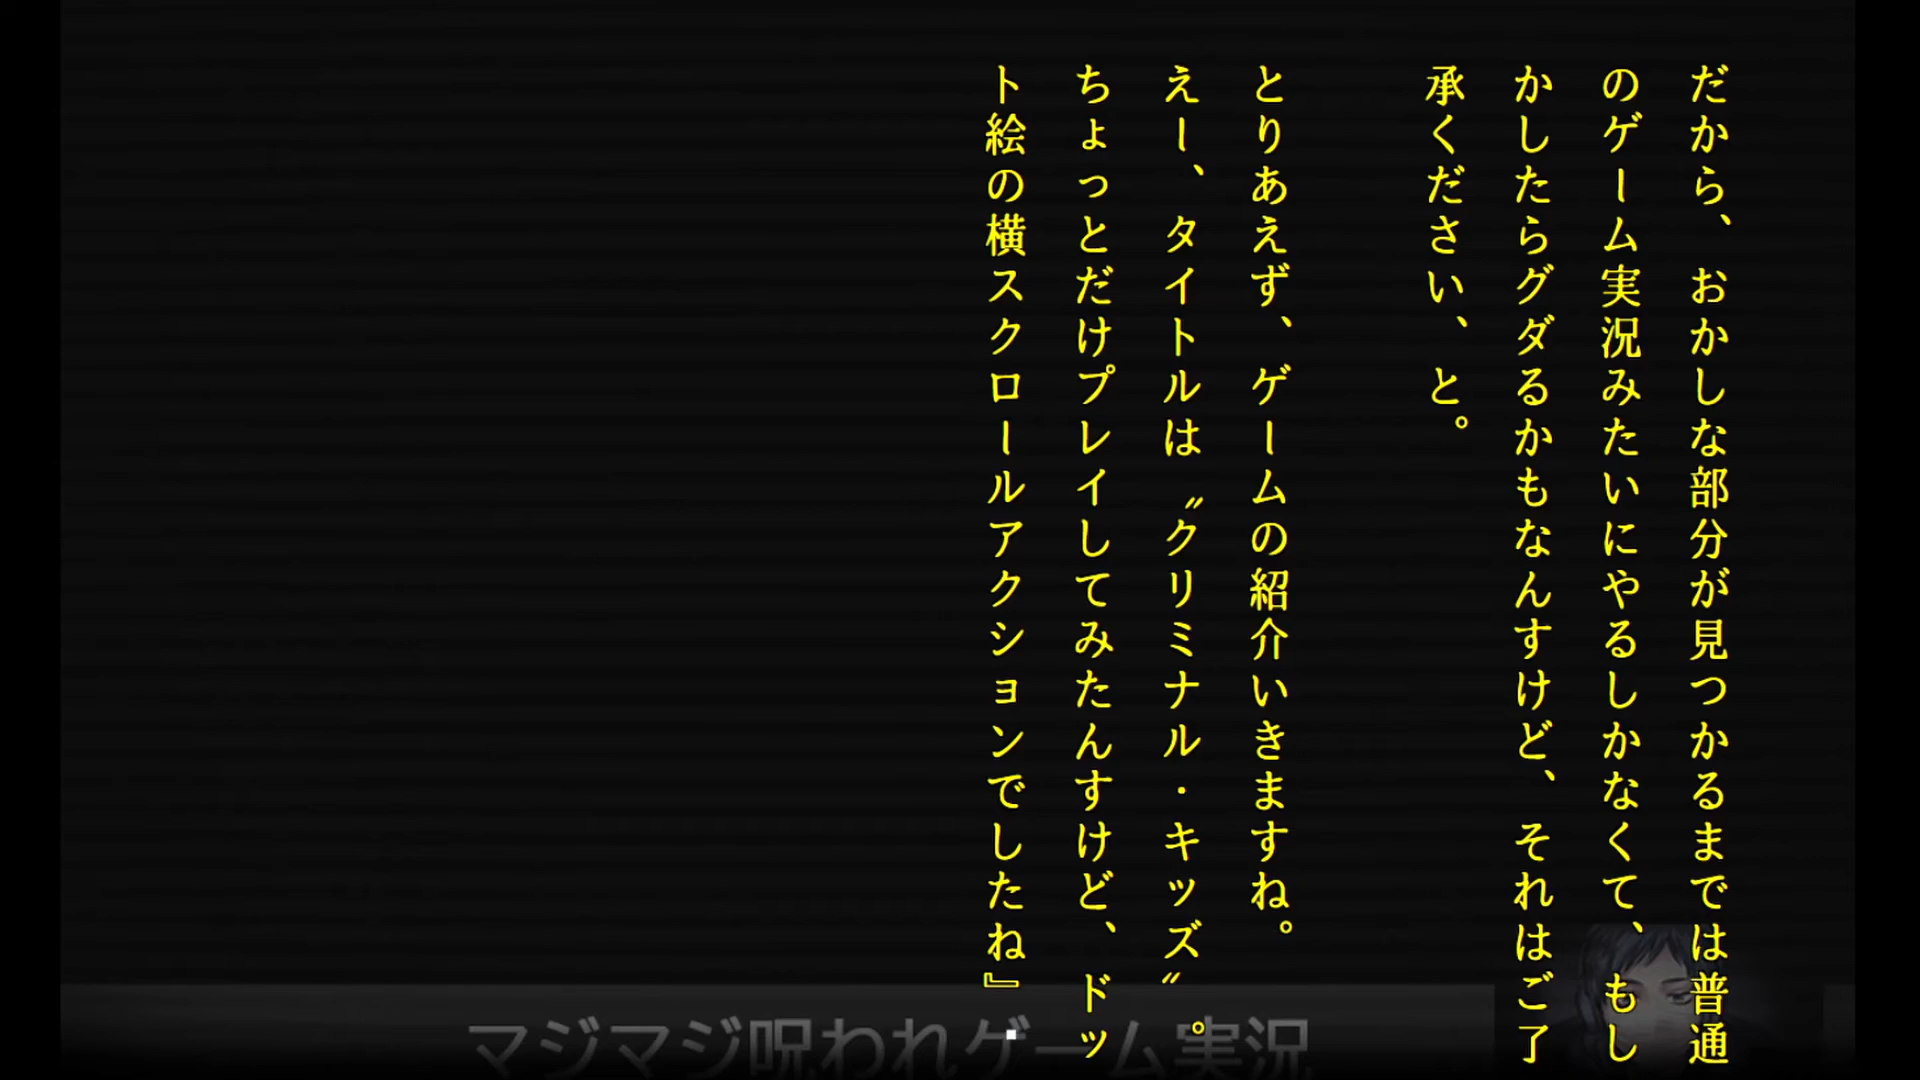 だから、おかしな部分が見つかるまでは普通
のゲーム実況みたいにやるしかなくて、もし
かしたらグダるかもなんすけど、それはご了
承ください、と。
とりあえず、ゲームの紹介いきますね。
えー、タイトルは〝クリミナル・キッズ〟。
ちょっとだけプレイしてみたんすけど、ドッ
ト絵の横スクロールアクションでしたね』
マジマジ呪われゲーム実況